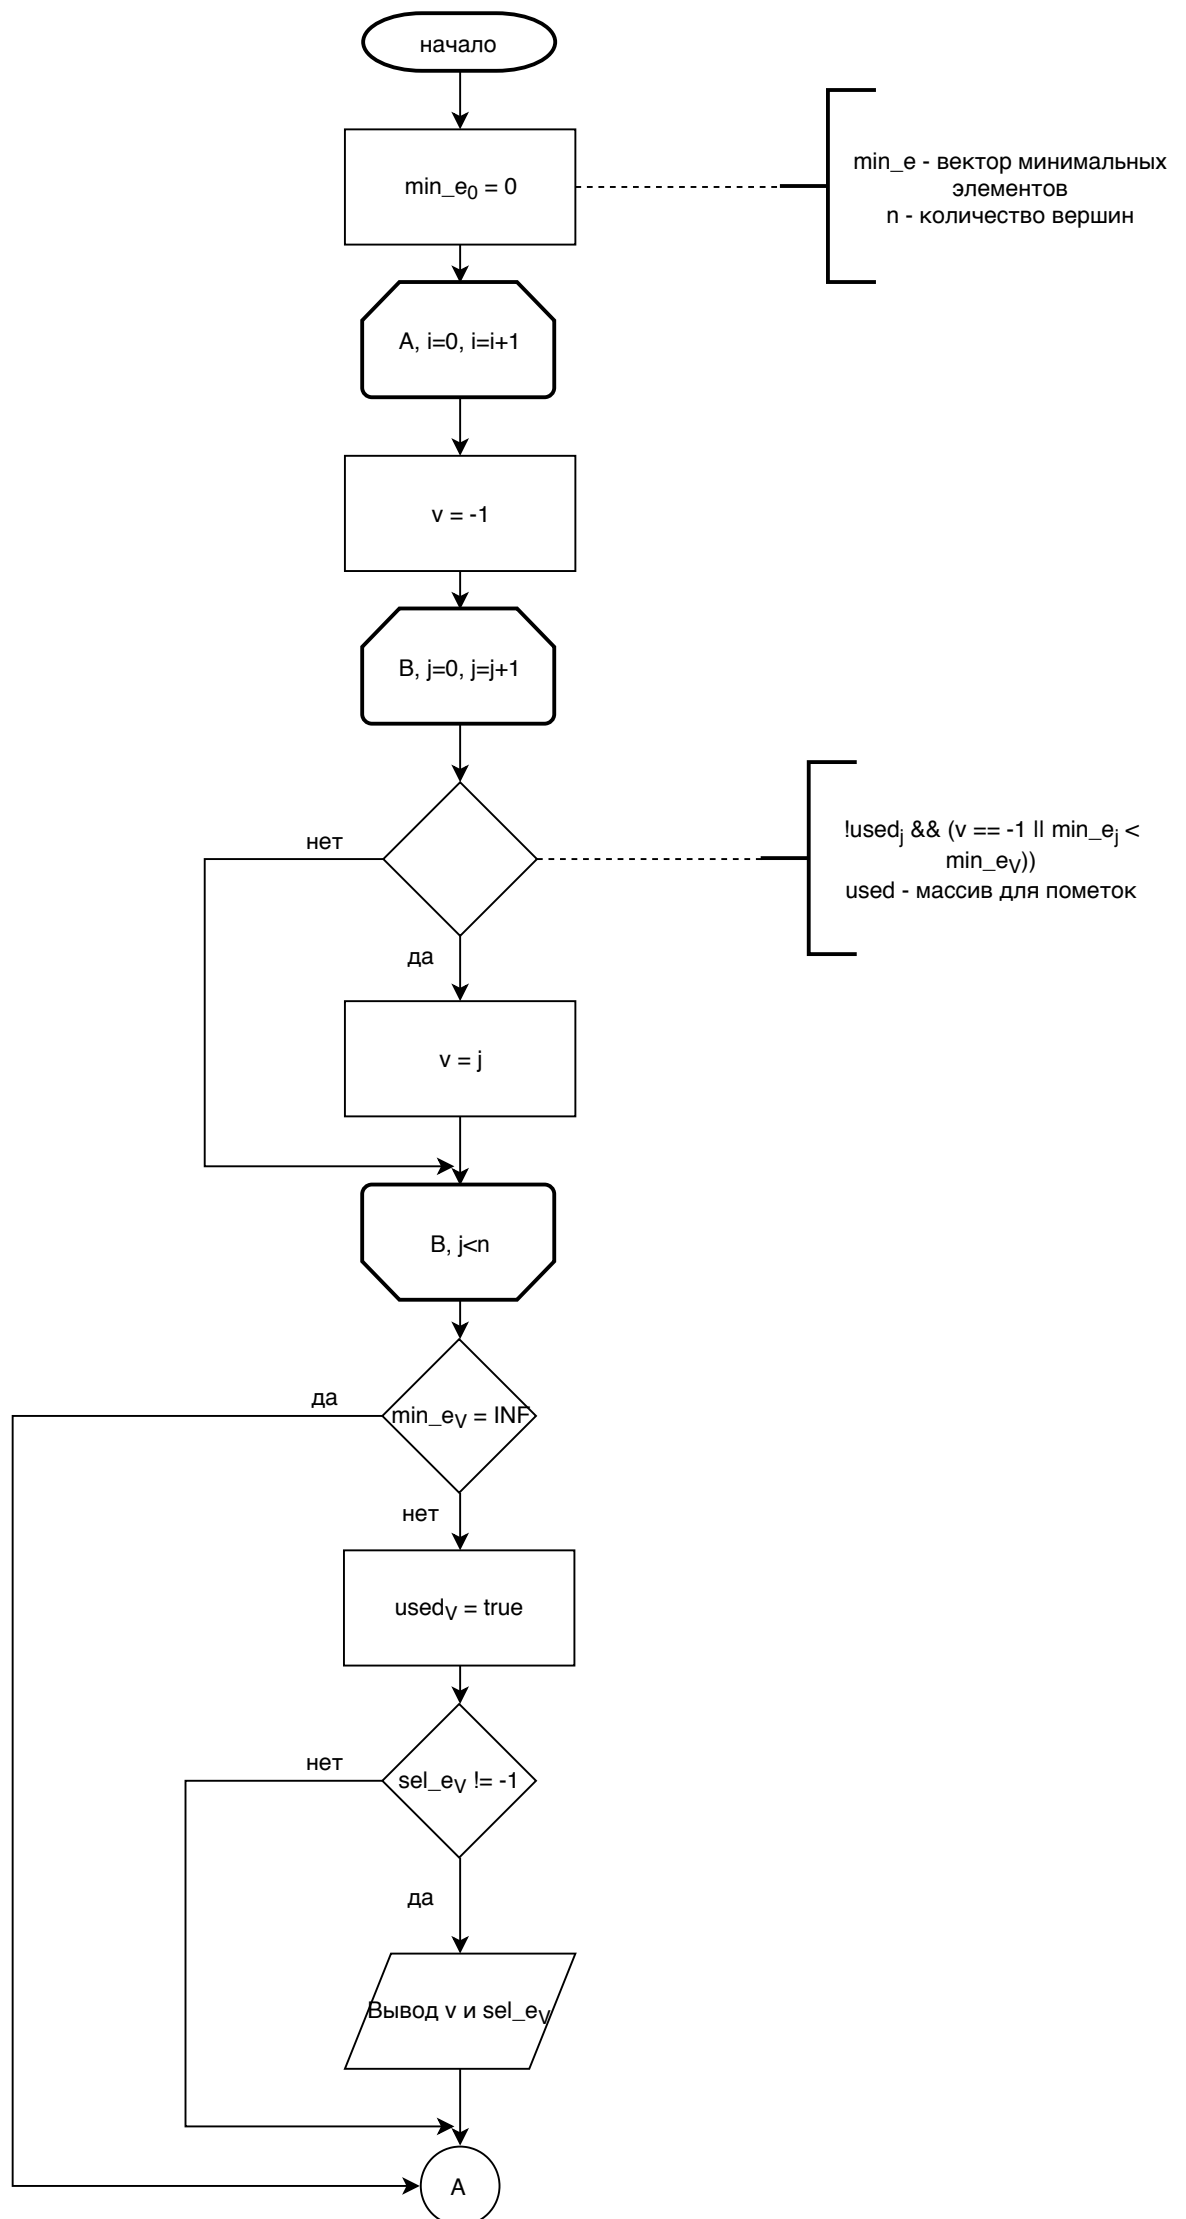 начало
min_e0 = 0
min_e - вектор минимальных
элементов
n - количество вершин
A, i=0, i=i+1
v = -1
B, j=0, j=j+1
нет
!usedj && (v == -1 || min_ej <
min_eV))
used - массив для пометок
да
v = j
B, j<n
да
min_eV = INF
нет
usedV = true
нет
sel_eV != -1
да
Вывод v и sel_eV
A